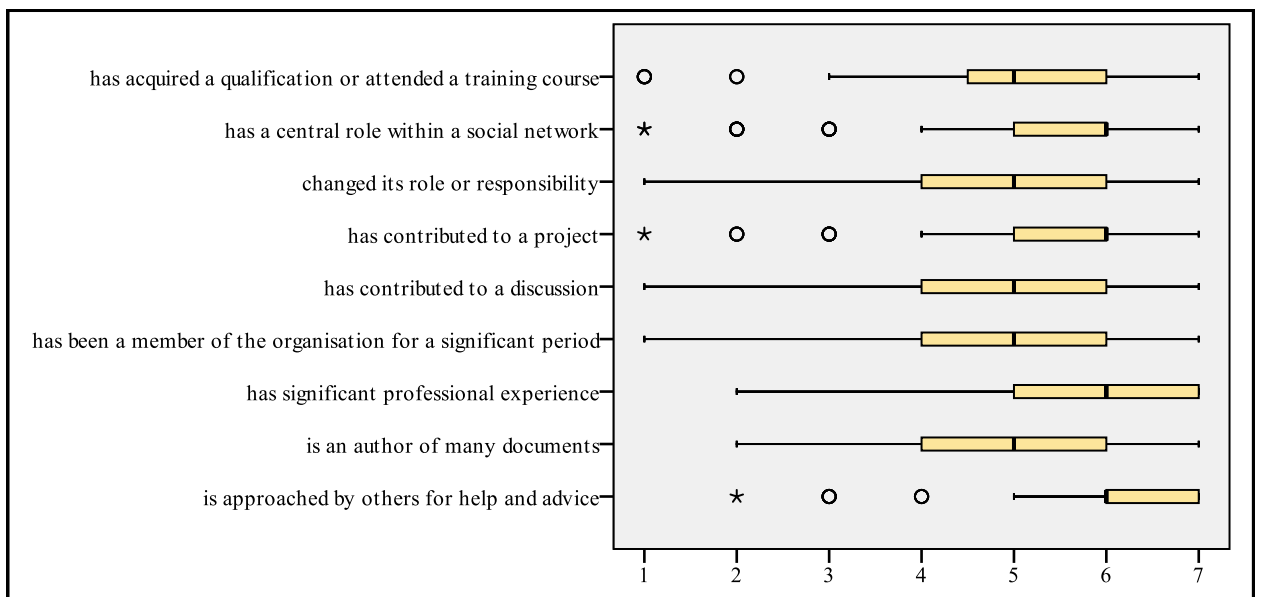 has acquired a qualification or attended a training course
has a central role within a social network
changed its role or responsibility
has contributed to a project
has contributed to a discussion
has been a member of the organisation for a significant period
has significant professional experience
is an author of many documents
is approached by others for help and advice
1 2 3 4 5 6 7